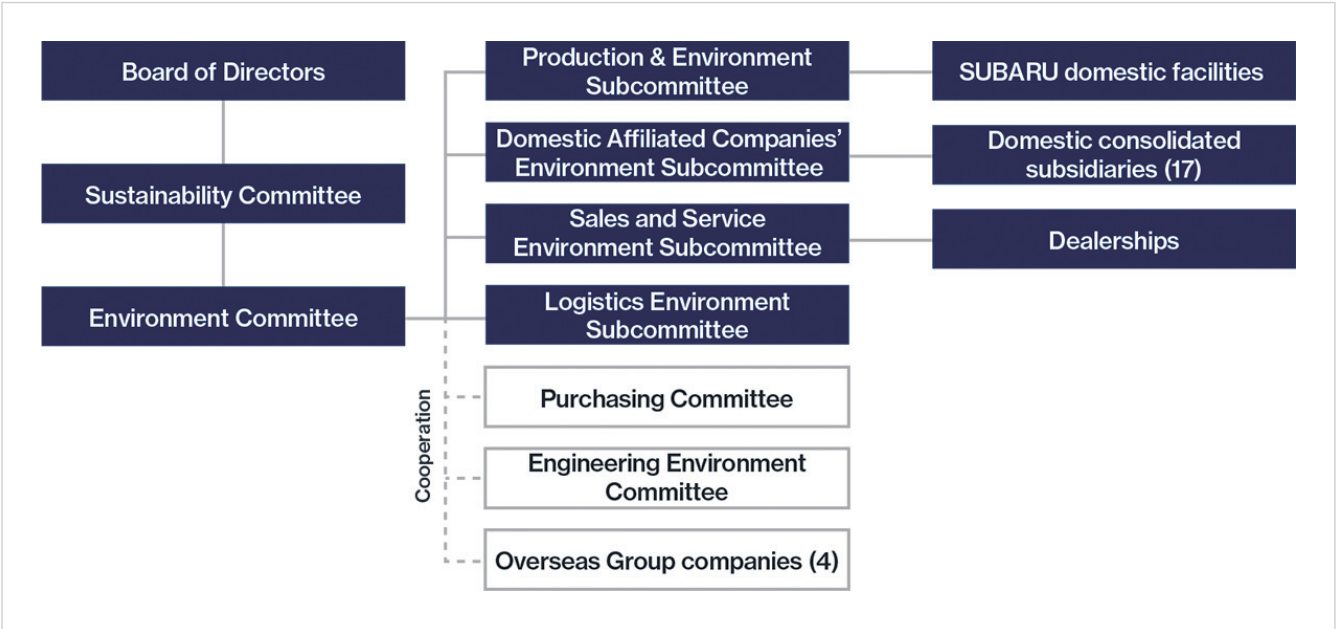 Board of Directors
Sustainability Committee
Environment Committee
Production & Environment
Subcommittee
Domestic Affiliated Companies’
Environment Subcommittee
Sales and Service
Environment Subcommittee
Logistics Environment
Subcommittee
Cooperation
Purchasing Committee
Engineering Environment
Committee
Overseas Group companies (4)
SUBARU domestic facilities
Domestic consolidated
subsidiaries (17)
Dealerships